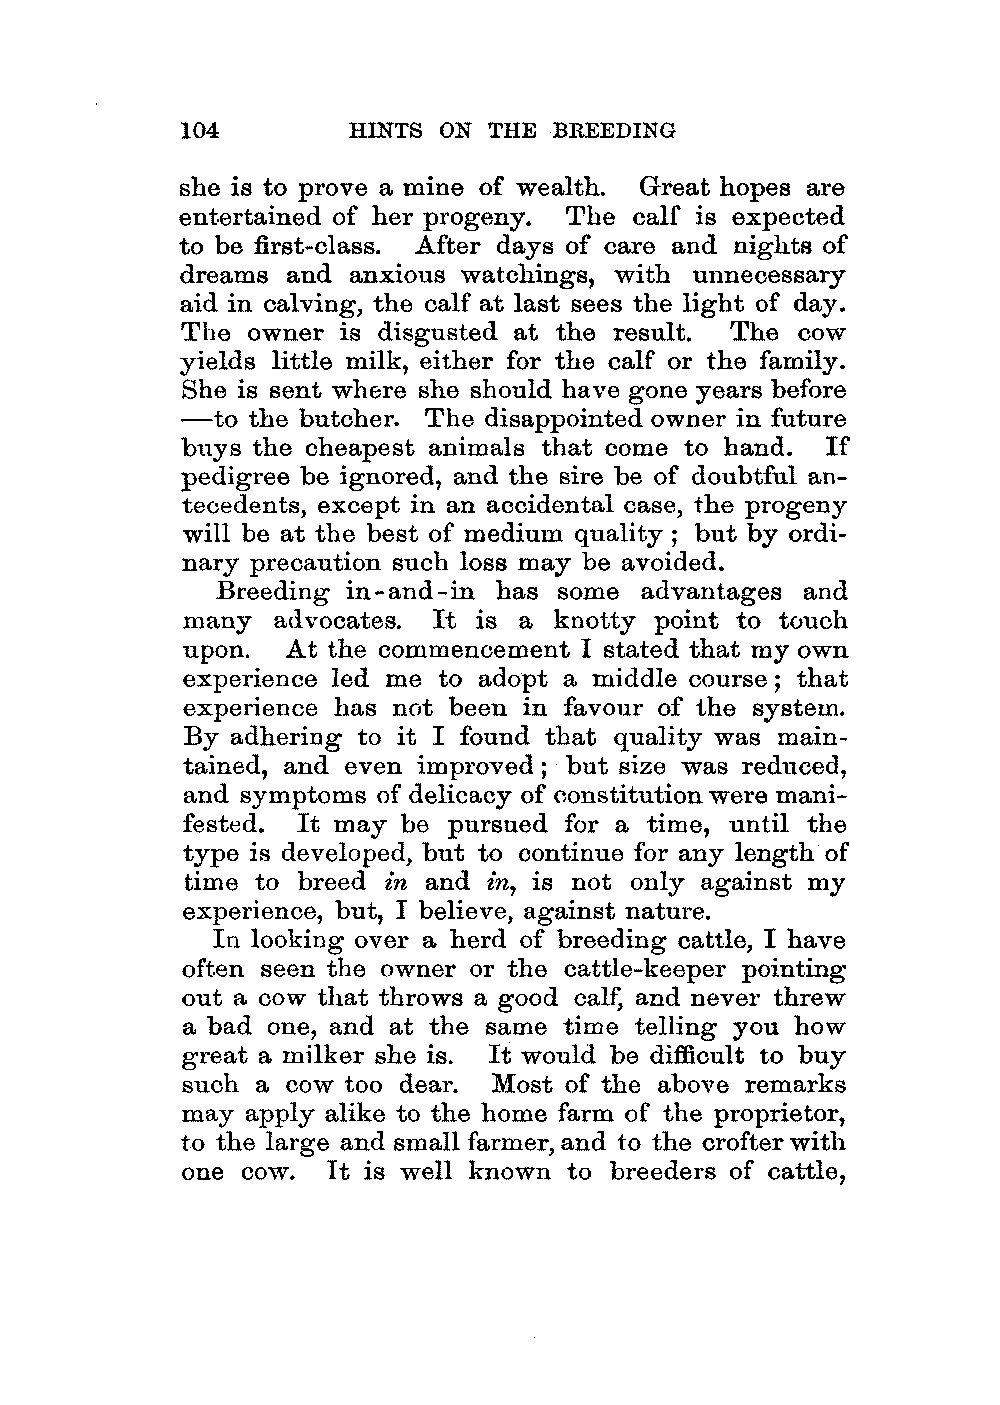 104 HINTS ON THE BREEDING
she is to prove a mine of wealth. Great hopes are
entertained of her progeny. The calf is expected
to be first-class. After days of care and nights of
dreams and anxious watchings, with unnecessary
aid in calving, the calf at last sees the light of day.
The owner is disgusted at the result. The cow
yields little milk, either for the calf or the family.
She is sent where she should have gone years before
—to the butcher. The disappointed owner in future
buys the cheapest animals that come to hand. If
pedigree be ignored, and the sire be of doubtful an-
tecedents, except in an accidental case, the progeny
will be at the best of medium quality ; but by ordi-
nary precaution such loss may be avoided.
Breeding in-and-in has some advantages and
many advocates. It is a knotty point to touch
upon. At the commencement I stated that my own
experience led me to adopt a middle course ; that
experience has not been in favour of the system.
By adhering to it I found that quality was main-
tained, and even improved ; but size was reduced,
and symptoms of delicacy of constitution were mani-
fested. It may be pursued for a time, until the
type is developed, but to continue for any length of
time to breed in and in, is not only against my
experience, but, I believe, against nature.
In looking over a herd of breeding cattle, I have
often seen the owner or the cattle-keeper pointing
out a cow that throws a good calf, and never threw
a bad one, and at the same time telling you how
great a milker she is. It would be difficult to buy
such a cow too dear. Most of the above remarks
may apply alike to the home farm of the proprietor,
to the large and small farmer, and to the crofter with
one cow. It is well known to breeders of cattle,